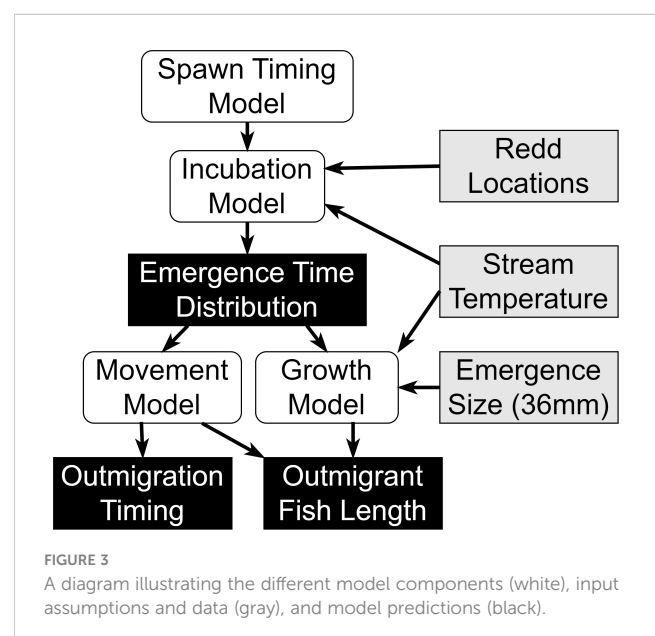 Spawn Timing
Model
Incubation
Model
Redd
Locations
Emergence Time
Distribution
Stream
Temperature
Movement
Model
Growth
Model
Emergence
Size (36mm)
Outmigration
Timing
Outmigrant
Fish Length
FIGURE 3
A diagram illustrating the different model components (white), input
assumptions and data (gray), and model predictions (black).